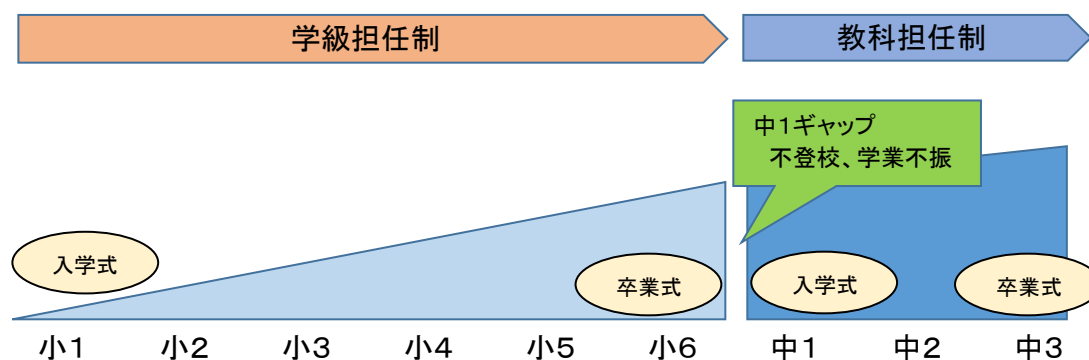 学級担任制
教科担任制
中1ギャップ
不登校、学業不振
入学式
卒業式
入学式
卒業式
小1
小2
小3
小4
小5
小6
中1
中2
中3